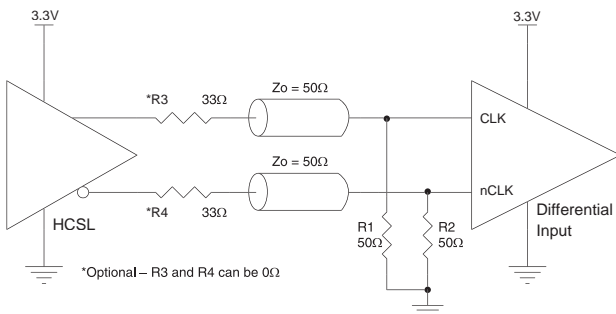 3.3V
3.3V
*R3 33Ω
Zo = 50Ω
CLK
Zo = 50Ω
nCLK
*R4 33Ω
HCSL
R1
50Ω
R2
50Ω
Differential
Input
*Optional – R3 and R4 can be 0Ω